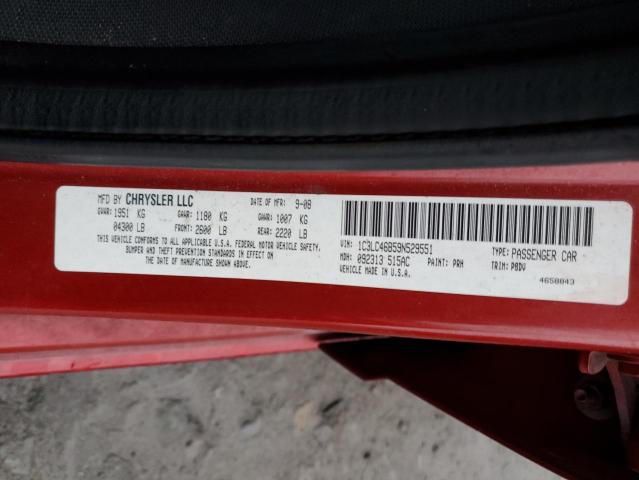 MFD BY CHRYSLER LLC DATE OF MFR: 9-08
GVWR: 1951 KG GAWR: 1180 KG GAWR: 1007 KG
04300 LB FRONT: 2600 LB REAR: 2220 LB
THIS VEHICLE CONFORMS TO ALL APPLICABLE U.S.A. FEDERAL MOTOR VEHICLE SAFETY,
BUMPER AND THEFT PREVENTION STANDARDS IN EFFECT ON
THE DATE OF MANUFACTURE SHOWN ABOVE.
VIN: 1C3LC46B59N529551 TYPE: PASSENGER CAR
MDH: 092313 515AC PAINT: PRH TRIM: P8DV
VEHICLE MADE IN U.S.A. 4658043